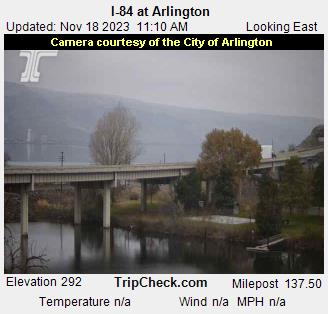 I-84 at Arlington
Updated: Nov 18 2023 11:10 AM Looking East
Camera courtesy of the City of Arlington
Elevation 292 TripCheck.com Milepost 137.50
Temperature n/a Wind n/a MPH n/a